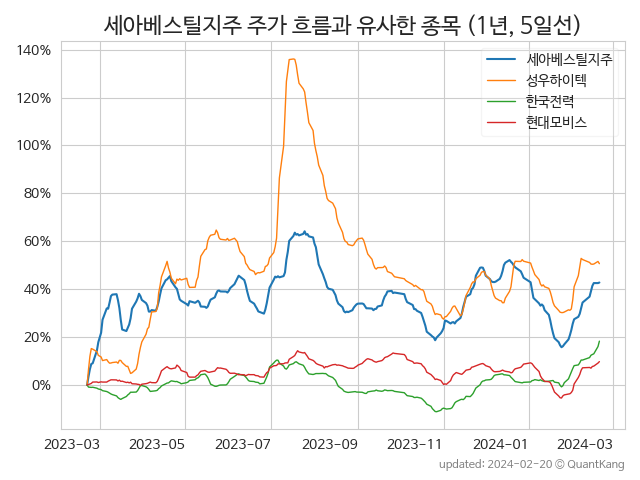 세아베스틸지주 주가 흐름과 유사한 종목 (1년, 5일선)
140%
120%
100%
80%
60%
40%
20%
0%
세아베스틸지주
성우하이텍
한국전력
현대모비스
2023-03 2023-05 2023-07 2023-09 2023-11 2024-01 2024-03
updated: 2024-02-20 © QuantKang